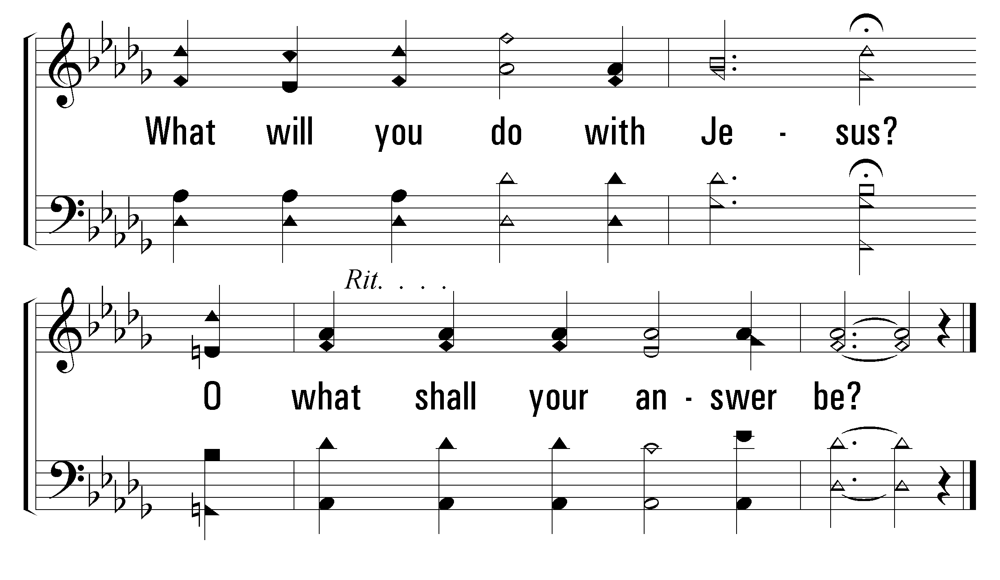 What will you do with Je - sus?
Rit. . . .
O what shall your an - swer be?